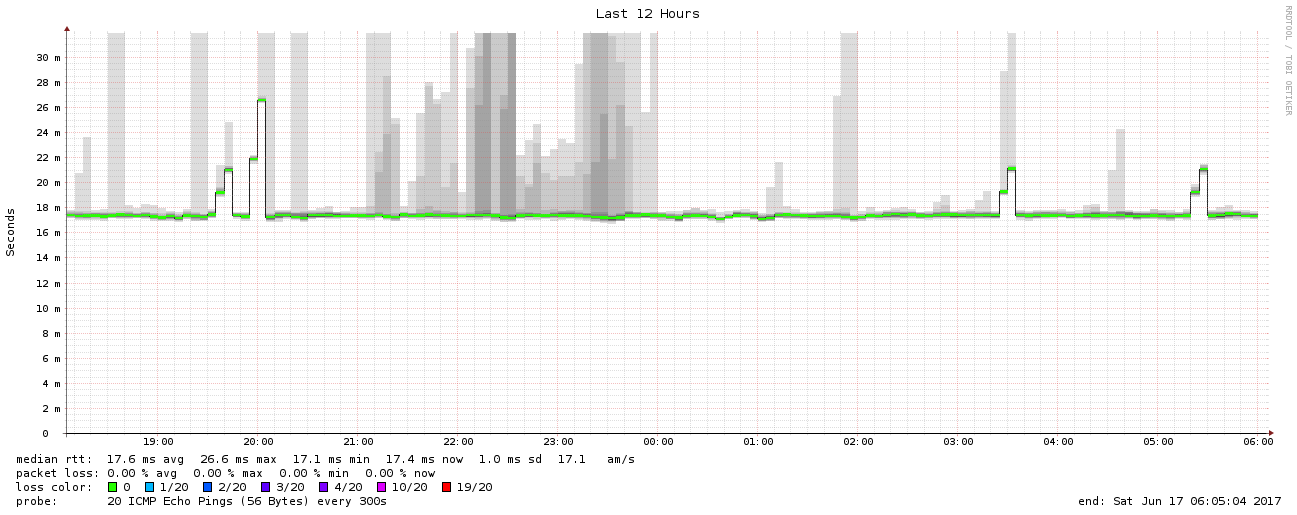 Last 12 Hours
RRDTOOL / TOBI OETIKER
Seconds
30 m
28 m
26 m
24 m
22 m
20 m
18 m
16 m
14 m
12 m
10 m
8 m
6 m
4 m
2 m
0
19:00 20:00 21:00 22:00 23:00 00:00 01:00 02:00 03:00 04:00 05:00 06:00
median rtt: 17.6 ms avg 26.6 ms max 17.1 ms min 17.4 ms now 1.0 ms sd 17.1 am/s
packet loss: 0.00 % avg 0.00 % max 0.00 % min 0.00 % now
loss color: 0 1/20 2/20 3/20 4/20 10/20 19/20
probe: 20 ICMP Echo Pings (56 Bytes) every 300s end: Sat Jun 17 06:05:04 2017